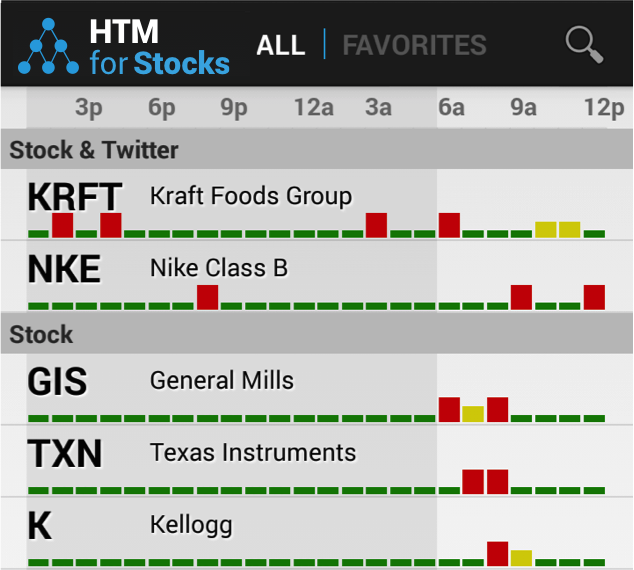 HTM
for Stocks
ALL | FAVORITES
3p 6p 9p 12a 3a 6a 9a 12p
Stock & Twitter
KRFT Kraft Foods Group
NKE Nike Class B
Stock
GIS General Mills
TXN Texas Instruments
K Kellogg